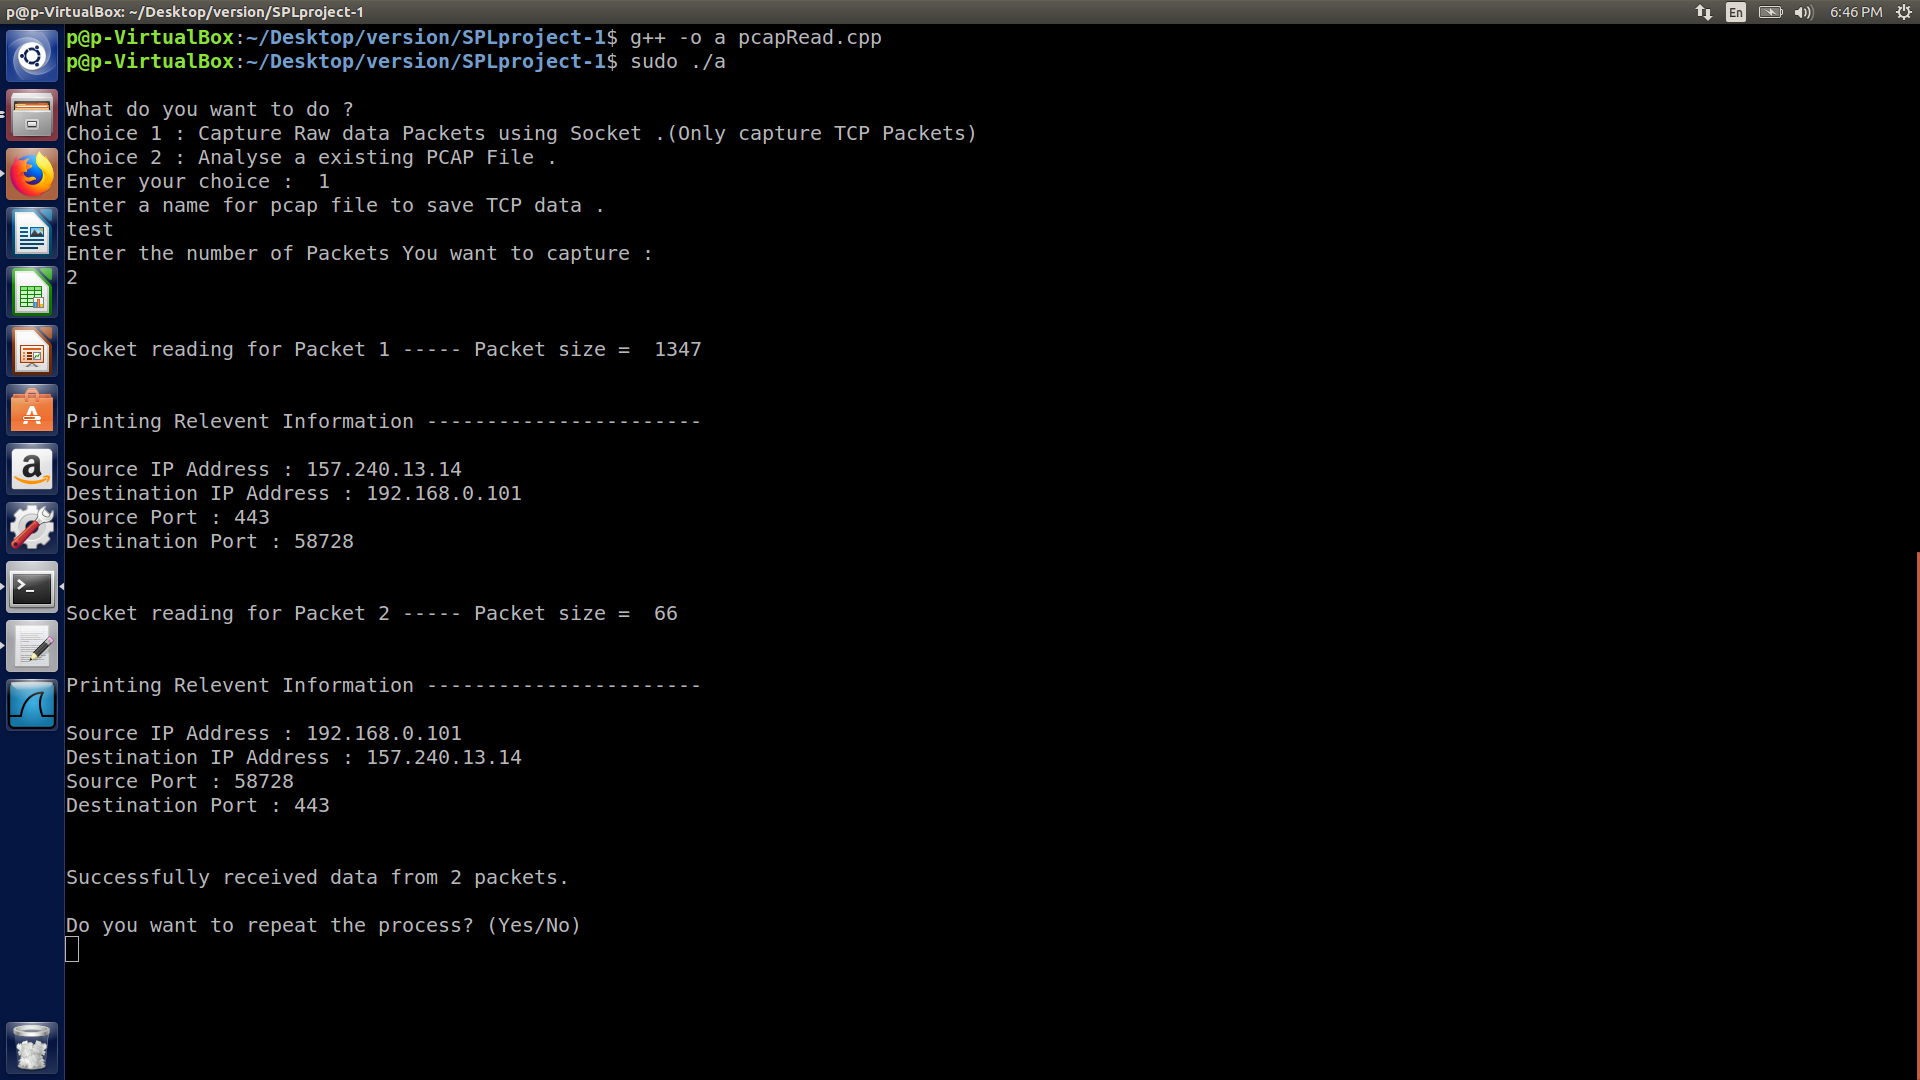 p@p-VirtualBox: ~/Desktop/version/SPLproject-1
En
6:46 PM
p@p-VirtualBox:~/Desktop/version/SPLproject-1$ g++ -o a pcapRead.cpp
p@p-VirtualBox:~/Desktop/version/SPLproject-1$ sudo ./a
What do you want to do ?
Choice 1 : Capture Raw data Packets using Socket .(Only capture TCP Packets)
Choice 2 : Analyse a existing PCAP File .
Enter your choice :  1
Enter a name for pcap file to save TCP data .
test
Enter the number of Packets You want to capture :
2
Socket reading for Packet 1 ----- Packet size =  1347
Printing Relevent Information -----------------------
Source IP Address : 157.240.13.14
Destination IP Address : 192.168.0.101
Source Port : 443
Destination Port : 58728
Socket reading for Packet 2 ----- Packet size =  66
Printing Relevent Information -----------------------
Source IP Address : 192.168.0.101
Destination IP Address : 157.240.13.14
Source Port : 58728
Destination Port : 443
Successfully received data from 2 packets.
Do you want to repeat the process? (Yes/No)